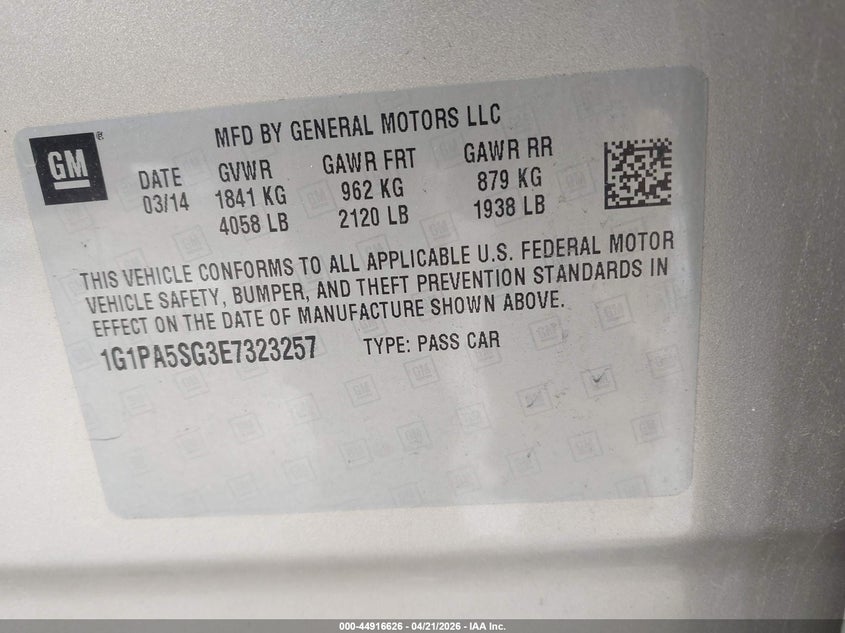 MFD BY GENERAL MOTORS LLC
GM
®
DATE GVWR GAWR FRT GAWR RR
03/14 1841 KG 962 KG 879 KG
4058 LB 2120 LB 1938 LB
THIS VEHICLE CONFORMS TO ALL APPLICABLE U.S. FEDERAL MOTOR
VEHICLE SAFETY, BUMPER, AND THEFT PREVENTION STANDARDS IN
EFFECT ON THE DATE OF MANUFACTURE SHOWN ABOVE.
1G1PA5SG3E7323257 TYPE: PASS CAR
000-44916626 - 04/21/2026 - IAA Inc.